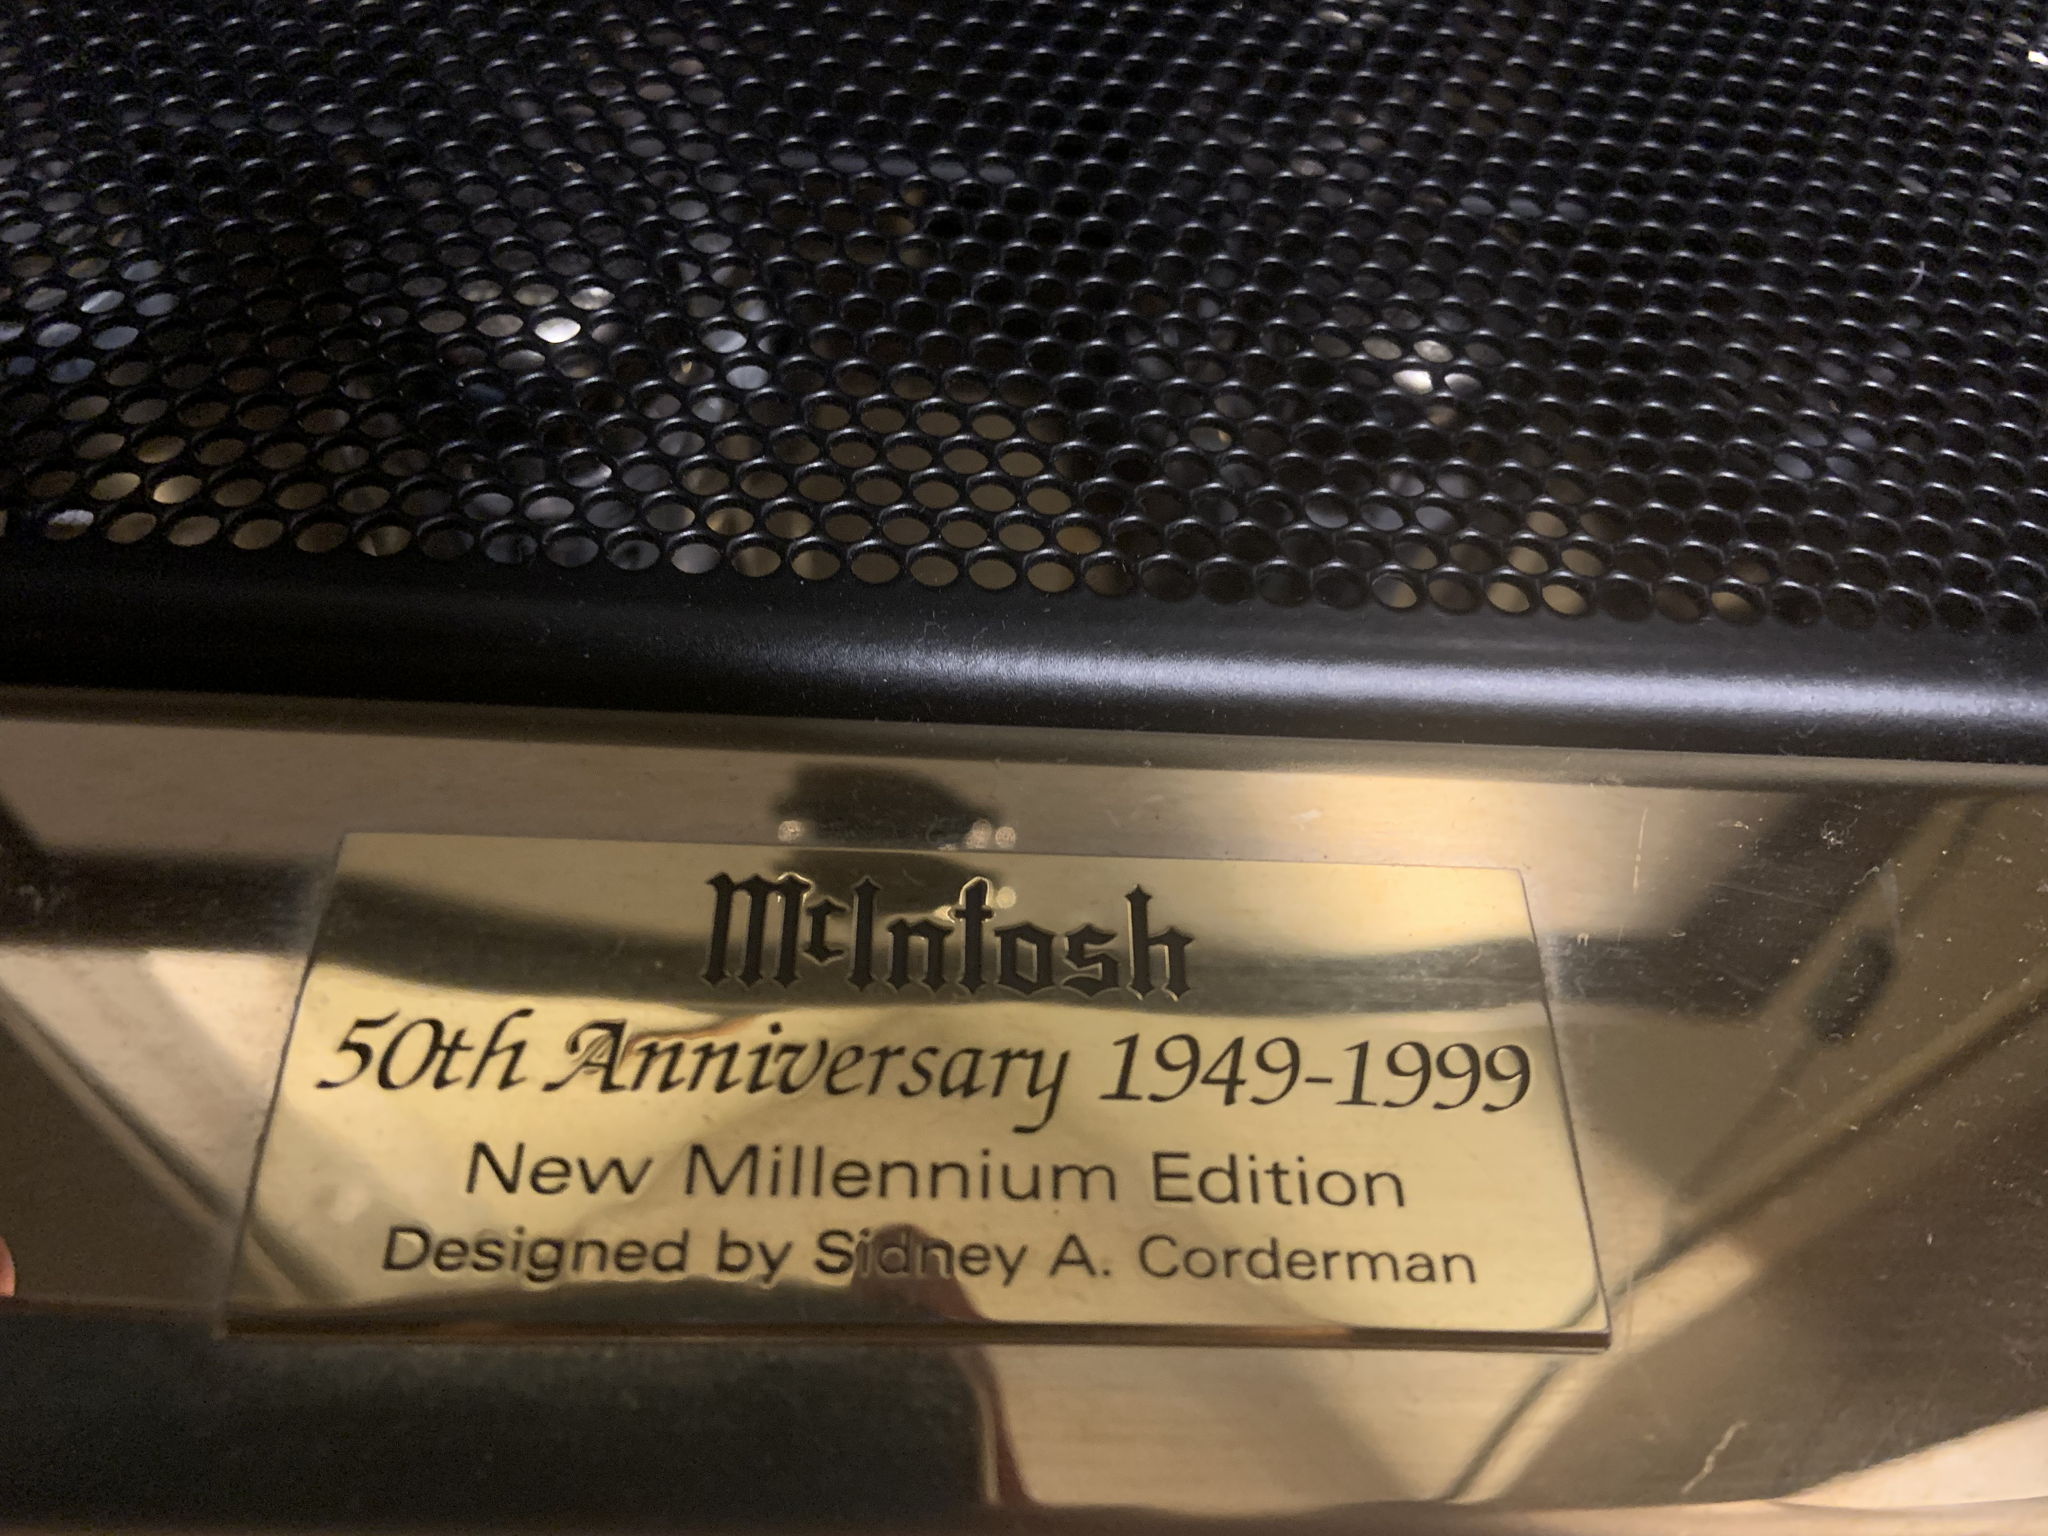 McIntosh
50th Anniversary 1949-1999
New Millennium Edition
Designed by Sidney A. Corderman